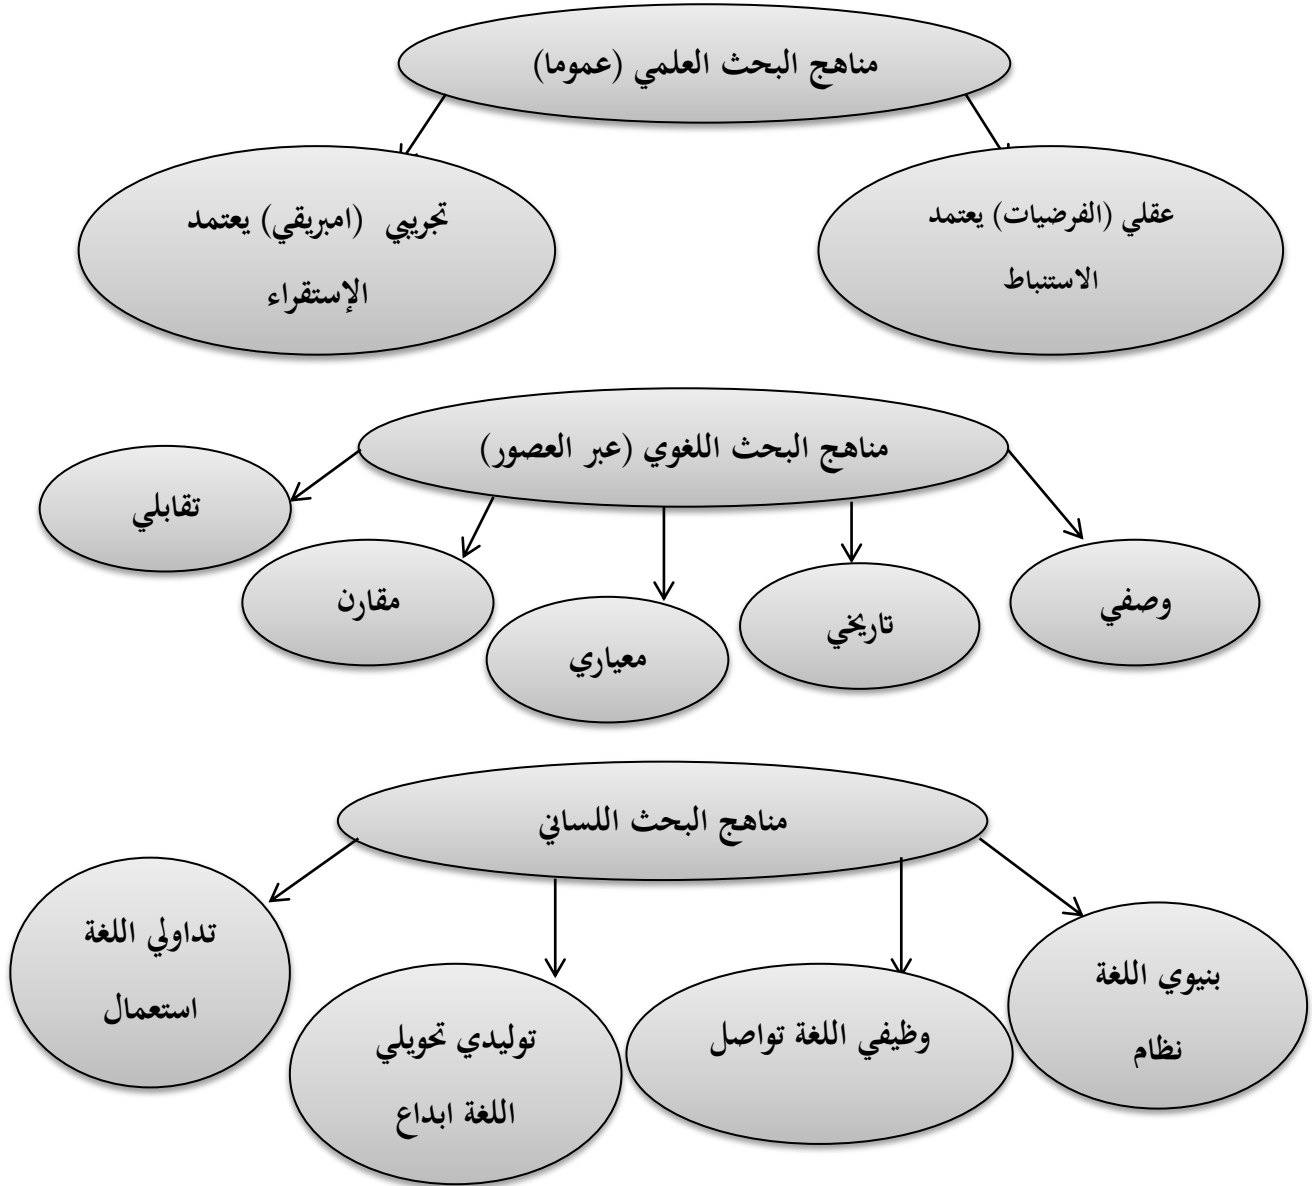 مناهج البحث العلمي (عموما)
عقلي (الفرضيات) يعتمد
الاستنباط
تجريبي (امبريقي) يعتمد
الإستقراء
مناهج البحث اللغوي (عبر العصور)
وصفي
تاريخي
معياري
مقارن
تقابلي
مناهج البحث اللساني
بنيوي اللغة
نظام
وظيفي اللغة تواصل
توليدي تحويلي
اللغة ابداع
تداولي اللغة
استعمال